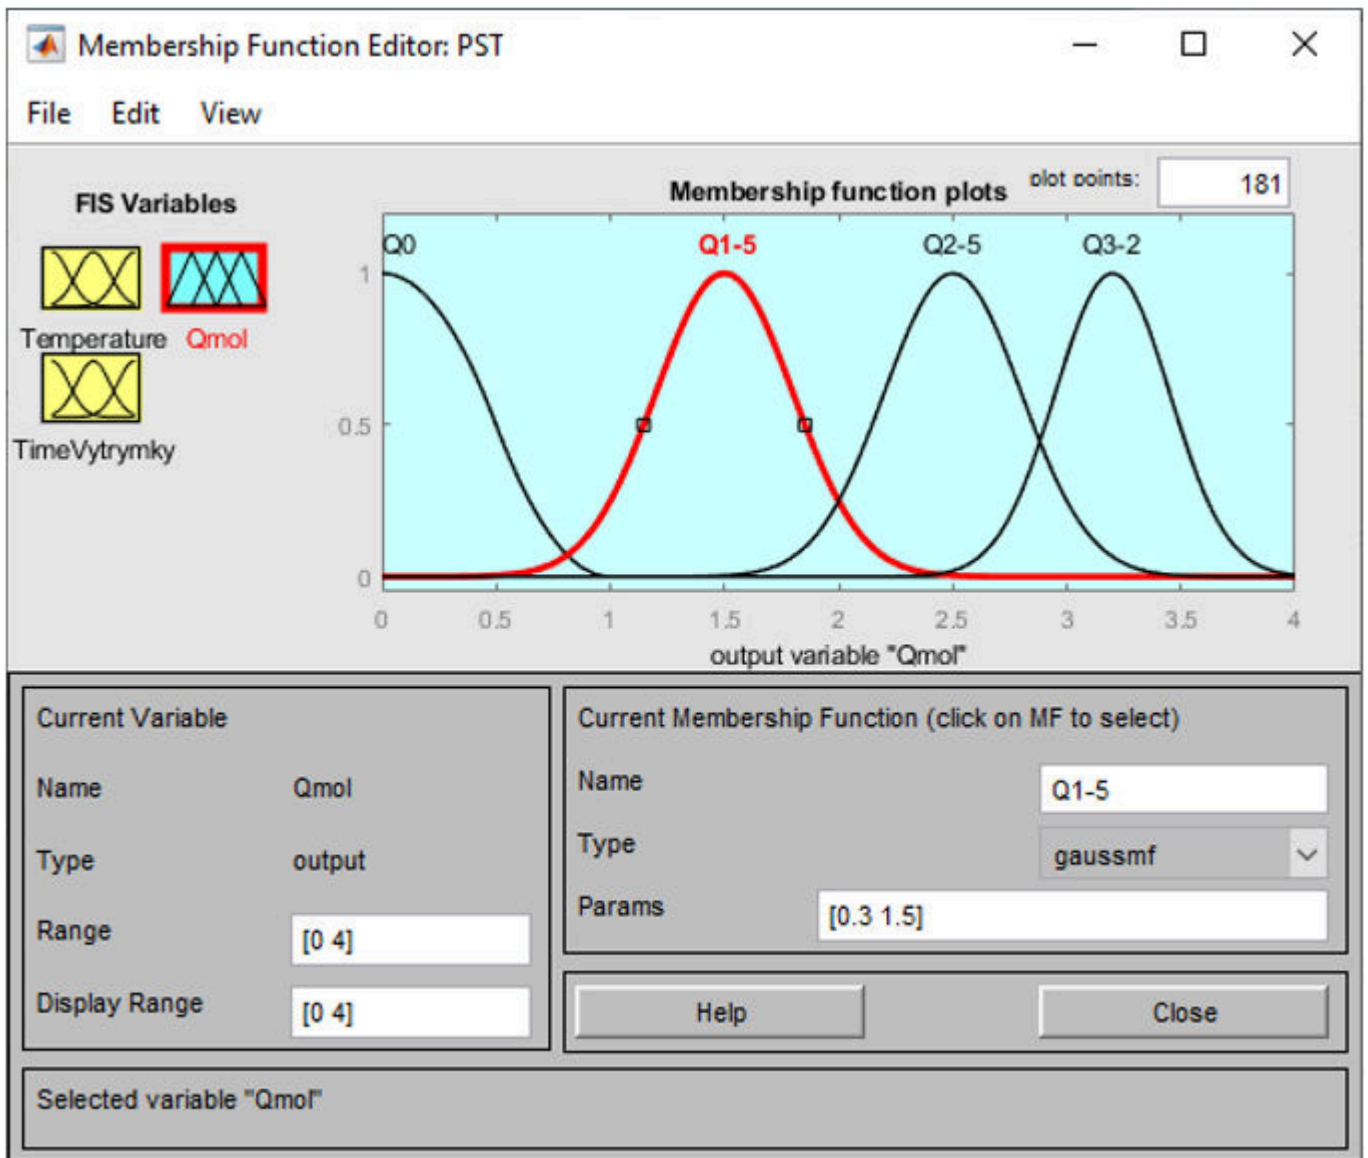 Membership Function Editor: PST
File Edit View
FIS Variables
Temperature
Qmol
TimeVytrymky
Membership function plots
plot points:
181
Q0
Q1-5
Q2-5
Q3-2
1
0.5
0
0 0.5 1 1.5 2 2.5 3 3.5 4
output variable "Qmol"
Current Variable
Name Qmol
Type output
Range [0 4]
Display Range [0 4]
Current Membership Function (click on MF to select)
Name Q1-5
Type gaussmf
Params [0.3 1.5]
Help
Close
Selected variable "Qmol"